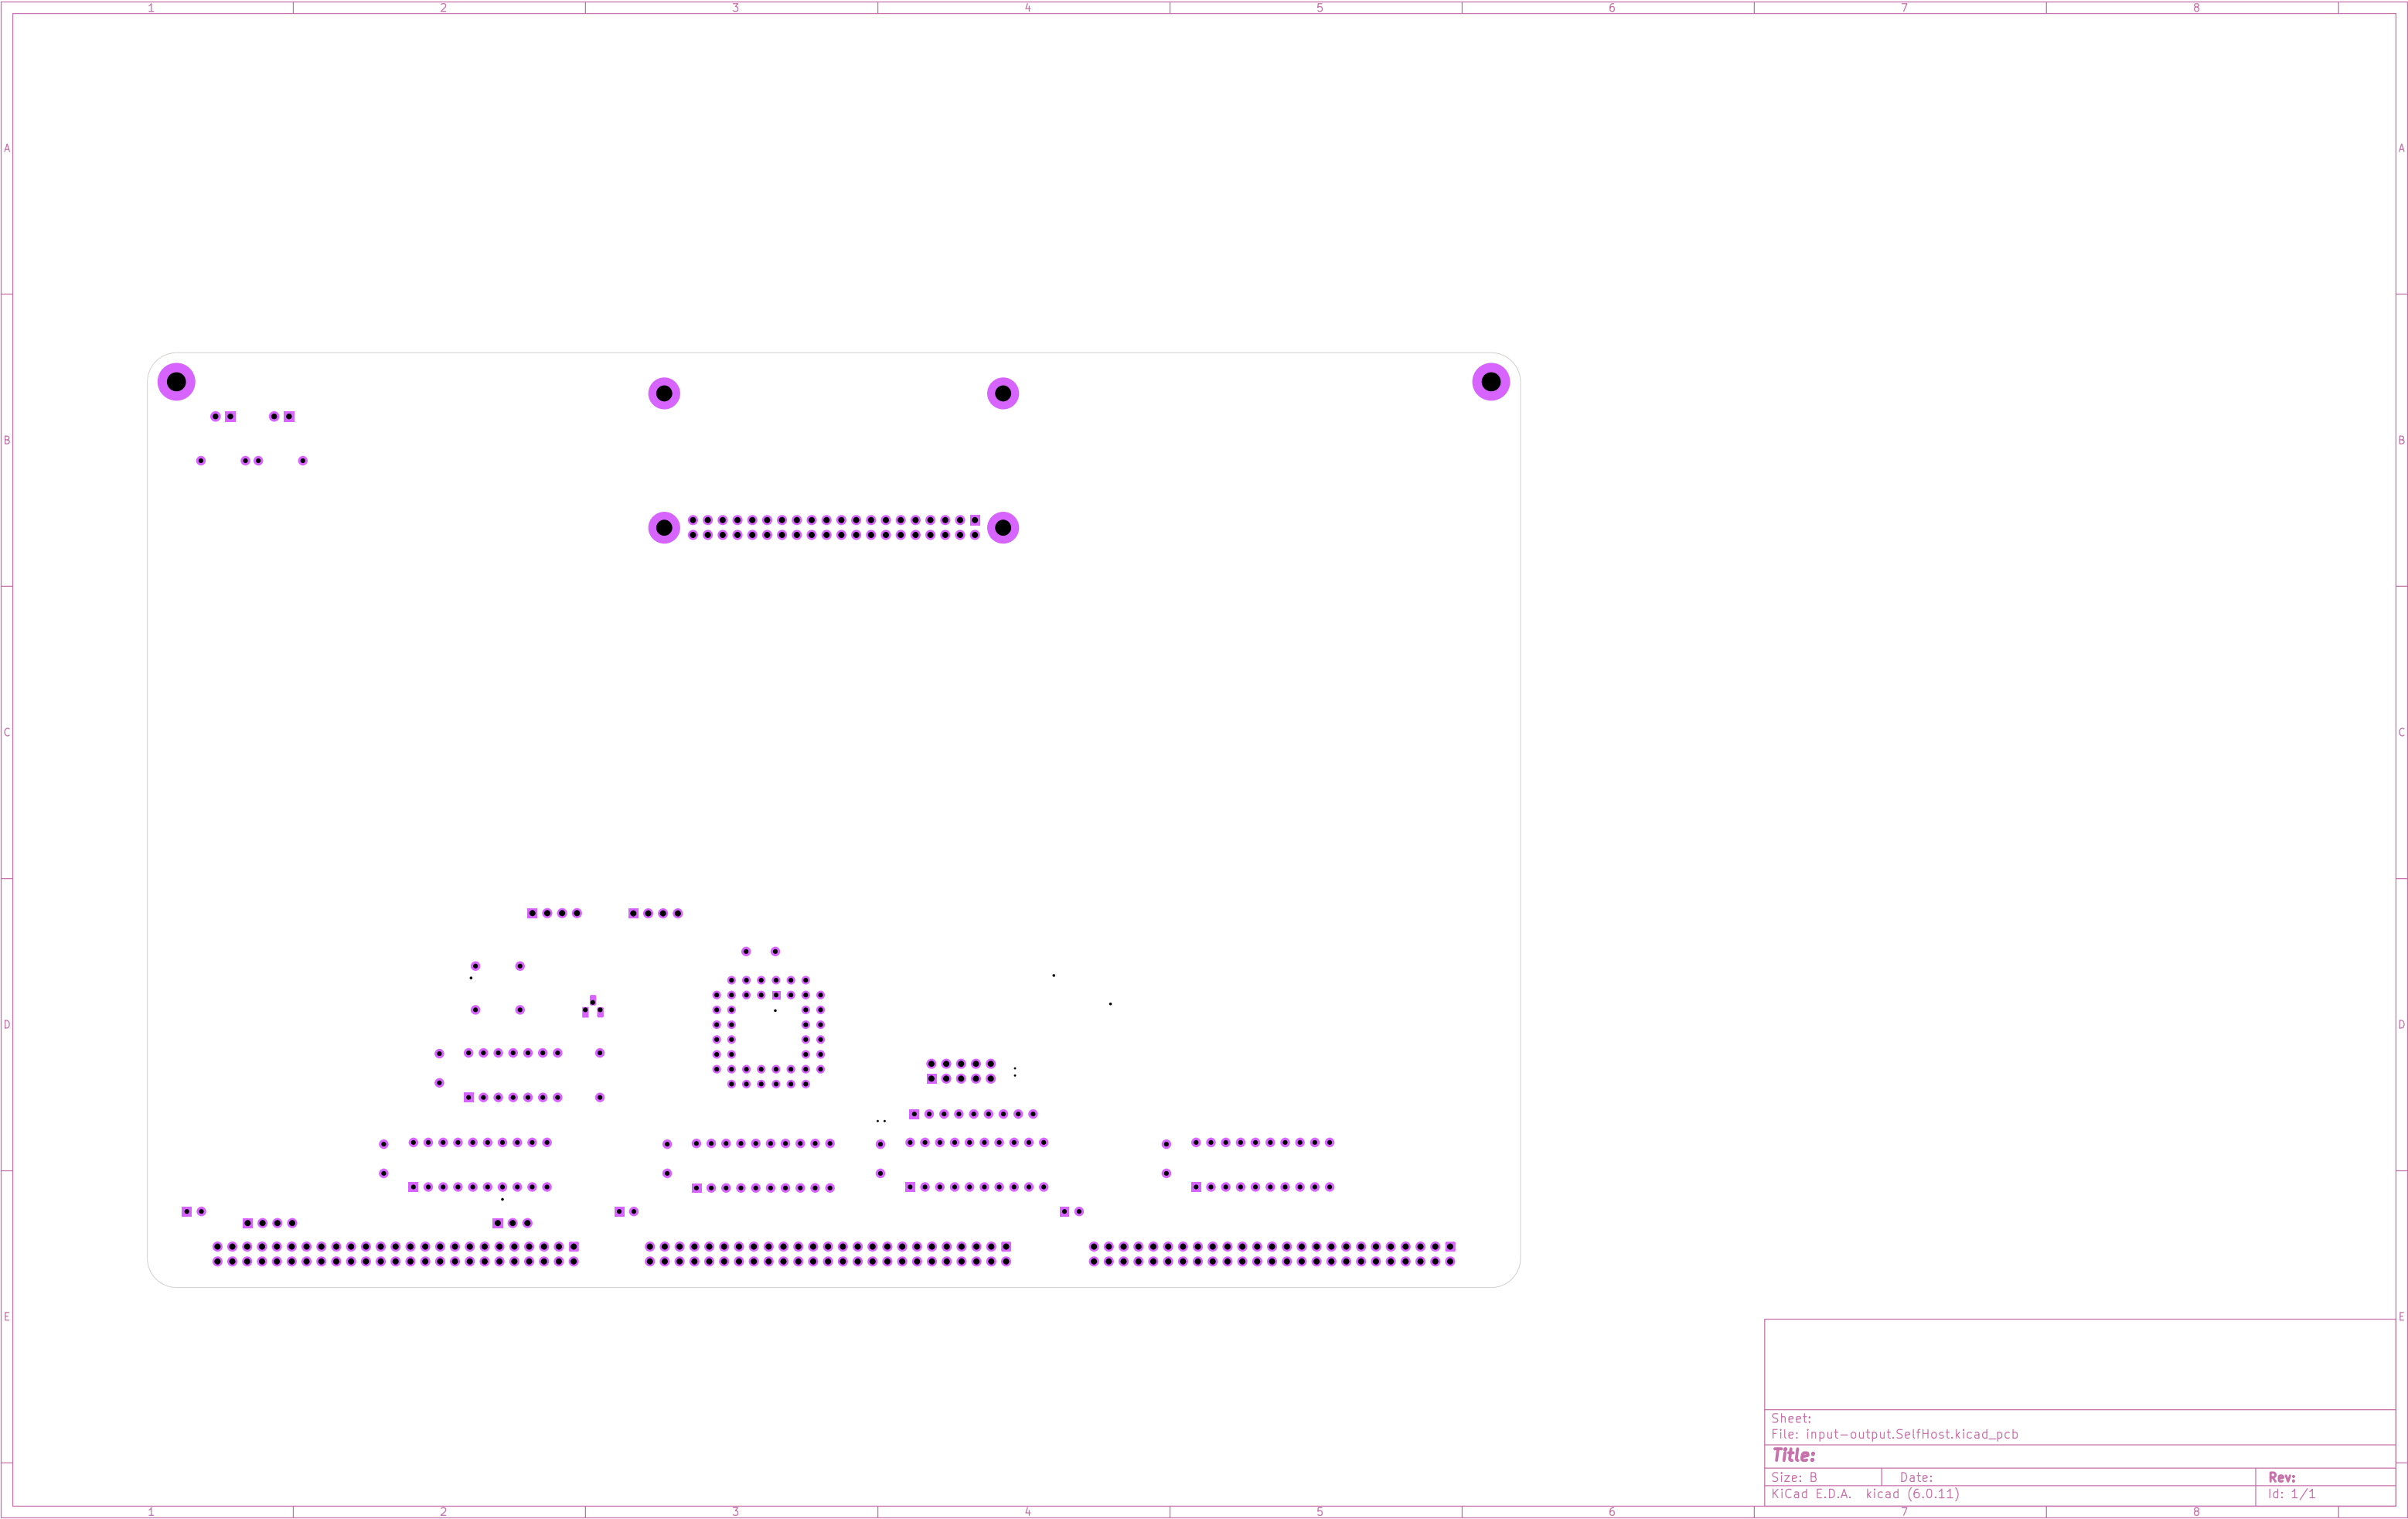 1 2 3 4 5 6 7 8
A A
B B
C C
D D
E E
Sheet:
File: input-output.SelfHost.kicad_pcb
Title:
Size: B Date: Rev:
KiCad E.D.A. kicad (6.0.11) Id: 1/1
1 2 3 4 5 6 7 8